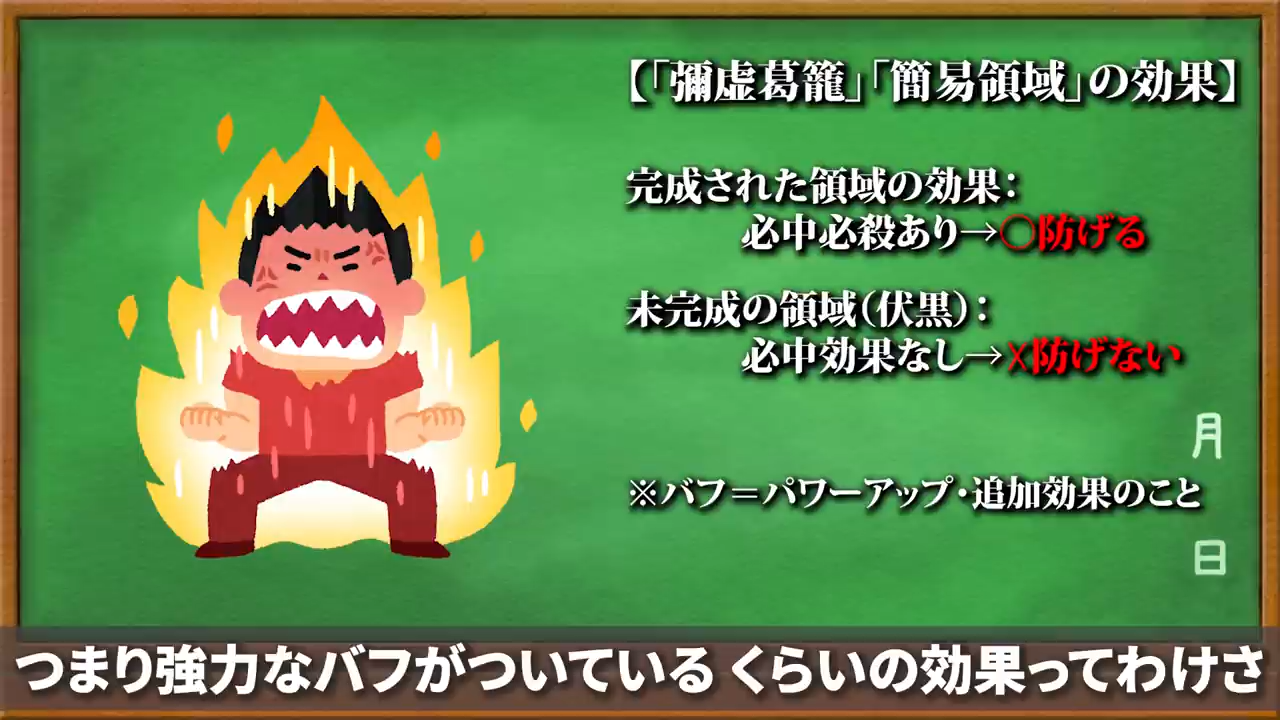 【「彌虚葛籠」「簡易領域」の効果】
完成された領域の効果：
必中必殺あり→〇防げる
未完成の領域（伏黒）：
必中効果なし→☓防げない
月
※バフ＝パワーアップ・追加効果のこと
日
つまり強力なバフがついている くらいの効果ってわけさ